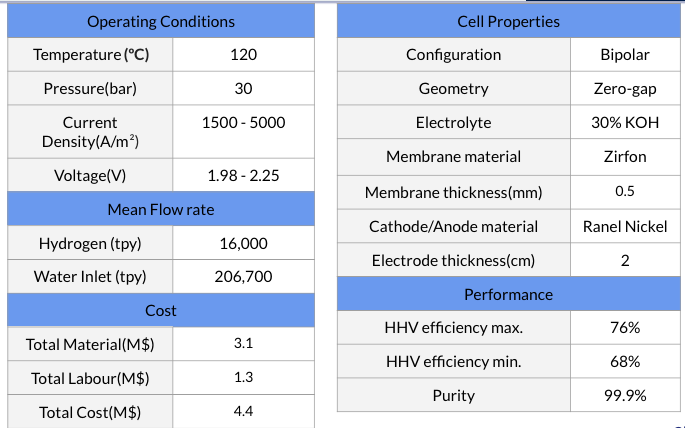 Operating Conditions
Temperature (°C) 120
Pressure(bar) 30
Current 1500 - 5000
Density(A/m²)
Voltage(V) 1.98 - 2.25
Mean Flow rate
Hydrogen (tpy) 16,000
Water Inlet (tpy) 206,700
Cost
Total Material(M$) 3.1
Total Labour(M$) 1.3
Total Cost(M$) 4.4
Cell Properties
Configuration Bipolar
Geometry Zero-gap
Electrolyte 30% KOH
Membrane material Zirfon
Membrane thickness(mm) 0.5
Cathode/Anode material Ranel Nickel
Electrode thickness(cm) 2
Performance
HHV efficiency max. 76%
HHV efficiency min. 68%
Purity 99.9%